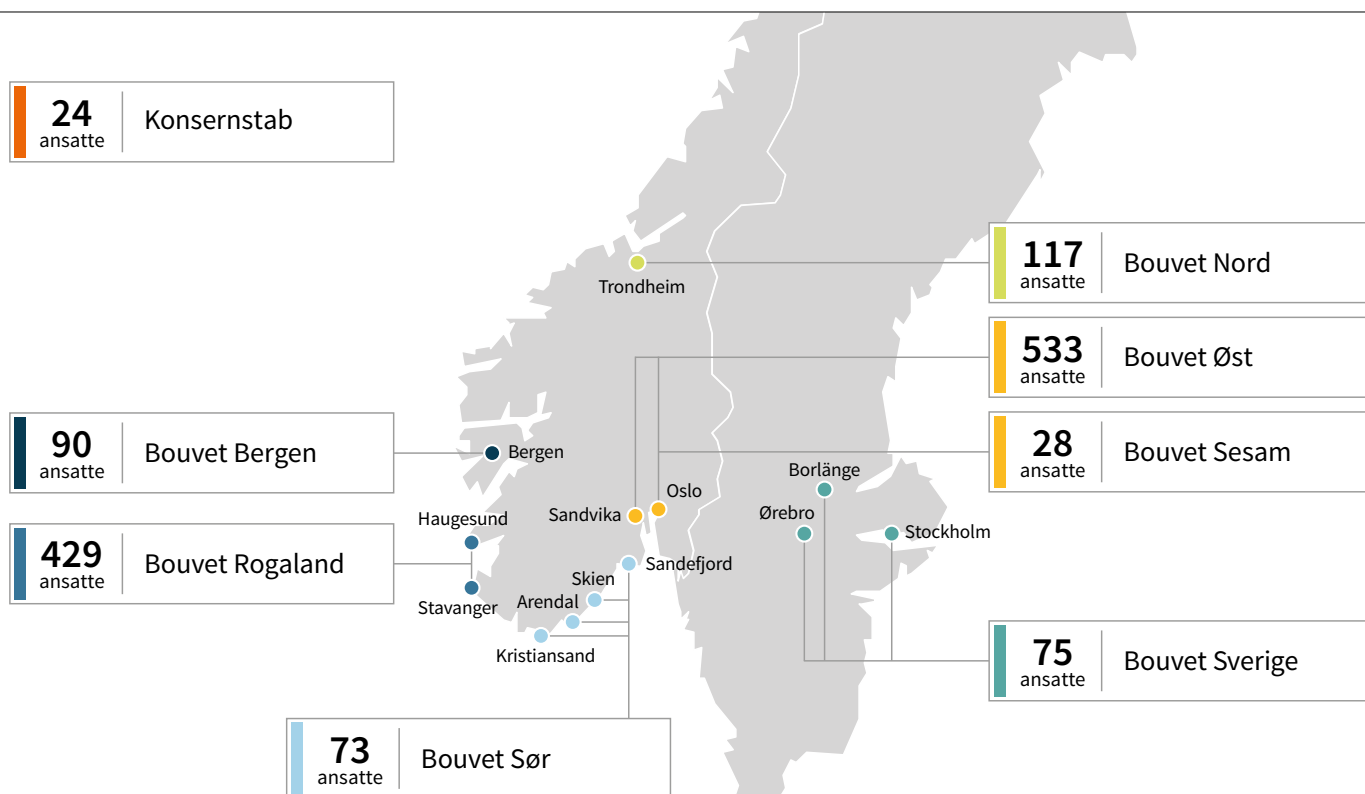 24
ansatte
Konsernstab
117
ansatte
Bouvet Nord
Trondheim
533
ansatte
Bouvet Øst
90
ansatte
Bouvet Bergen
Bergen
28
ansatte
Bouvet Sesam
Borlänge
Oslo
Sandvika
Ørebro
Stockholm
Haugesund
429
ansatte
Bouvet Rogaland
Stavanger
Sandefjord
Skien
Arendal
Kristiansand
75
ansatte
Bouvet Sverige
73
ansatte
Bouvet Sør